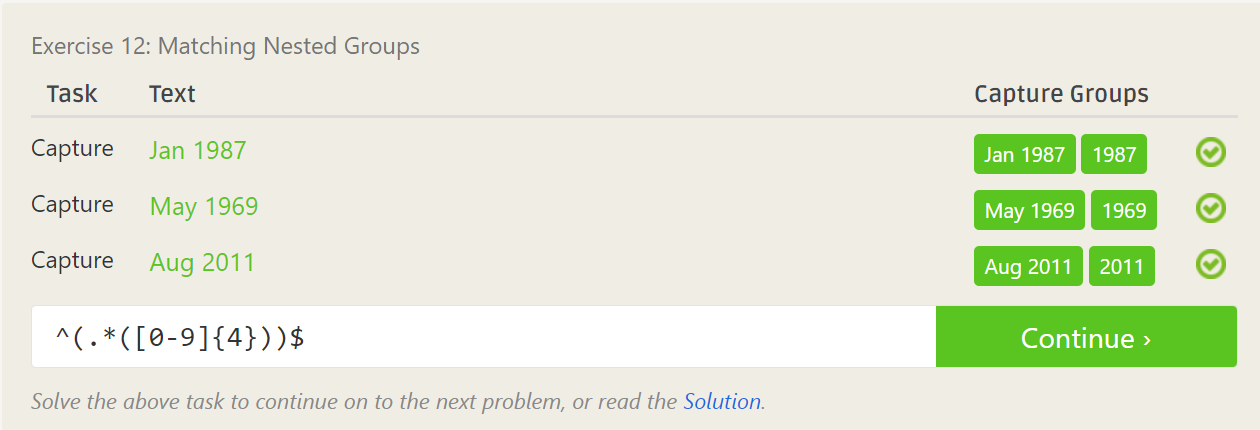 Exercise 12: Matching Nested Groups
Task Text Capture Groups
Capture Jan 1987 Jan 1987 1987
Capture May 1969 May 1969 1969
Capture Aug 2011 Aug 2011 2011
^(.*([0-9]{4}))$ Continue ›
Solve the above task to continue on to the next problem, or read the Solution.